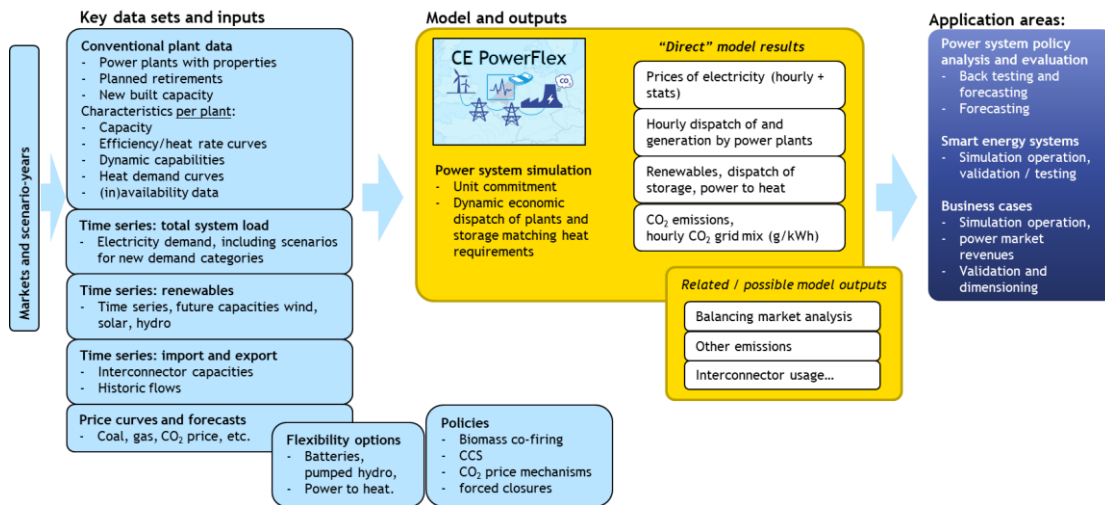 Key data sets and inputs
Model and outputs
Application areas:
Markets and scenario-years
Conventional plant data
- Power plants with properties
- Planned retirements
- New built capacity
Characteristics per plant:
- Capacity
- Efficiency/heat rate curves
- Dynamic capabilities
- Heat demand curves
- (in)availability data
Time series: total system load
- Electricity demand, including scenarios
for new demand categories
Time series: renewables
- Time series, future capacities wind,
solar, hydro
Time series: import and export
- Interconnector capacities
- Historic flows
Price curves and forecasts
- Coal, gas, CO₂ price, etc.
Flexibility options
- Batteries,
pumped hydro,
- Power to heat.
Policies
- Biomass co-firing
- CCS
- CO₂ price mechanisms
- forced closures
CE PowerFlex
CO₂
Power system simulation
- Unit commitment
- Dynamic economic
dispatch of plants and
storage matching heat
requirements
“Direct” model results
Prices of electricity (hourly +
stats)
Hourly dispatch of and
generation by power plants
Renewables, dispatch of
storage, power to heat
CO₂ emissions,
hourly CO₂ grid mix (g/kWh)
Related / possible model outputs
Balancing market analysis
Other emissions
Interconnector usage…
Power system policy
analysis and evaluation
- Back testing and
forecasting
- Forecasting
Smart energy systems
- Simulation operation,
validation / testing
Business cases
- Simulation operation,
- power market
revenues
- Validation and
dimensioning